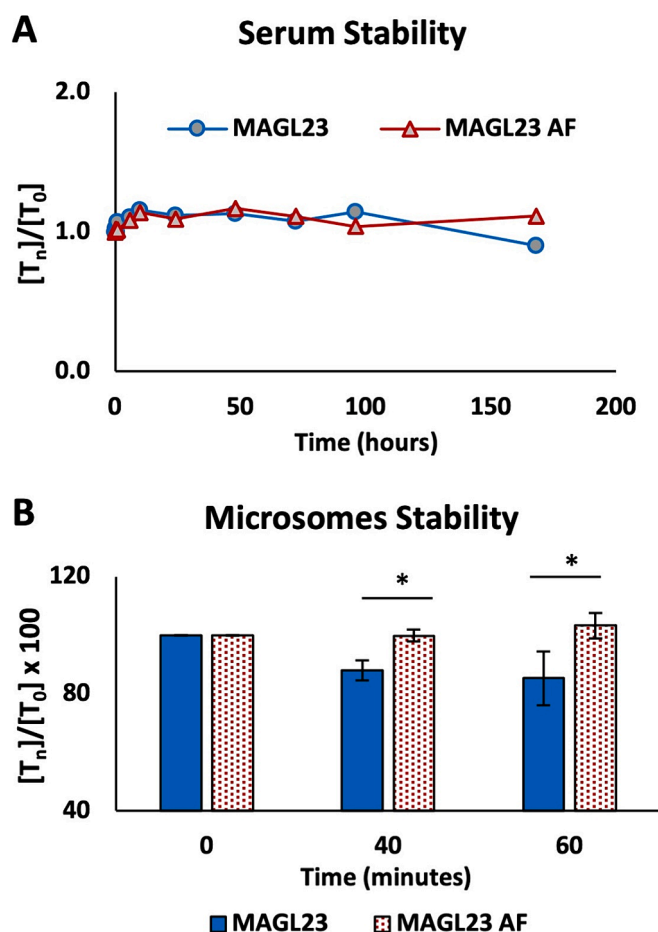 A
Serum Stability
2.0
MAGL23 MAGL23 AF
[Tn]/[T0]
1.0
0.0
0 50 100 150 200
Time (hours)
B
Microsomes Stability
120
* *
[Tn]/[T0] x 100
80
40
0 40 60
Time (minutes)
MAGL23 MAGL23 AF